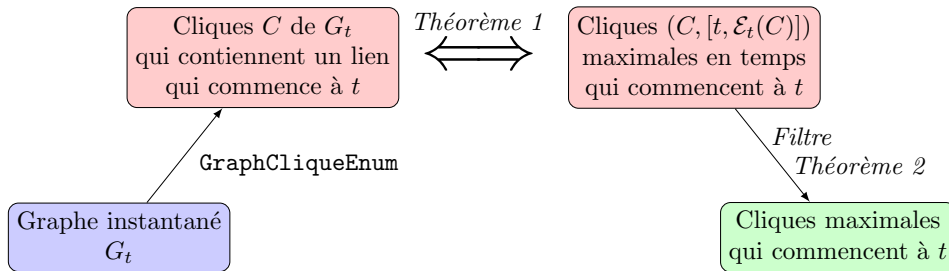 Cliques C de G_t
qui contiennent un lien
qui commence à t
Théorème 1
Cliques (C, [t, ℰ_t(C)])
maximales en temps
qui commencent à t
GraphCliqueEnum
Filtre
Théorème 2
Graphe instantané
G_t
Cliques maximales
qui commencent à t